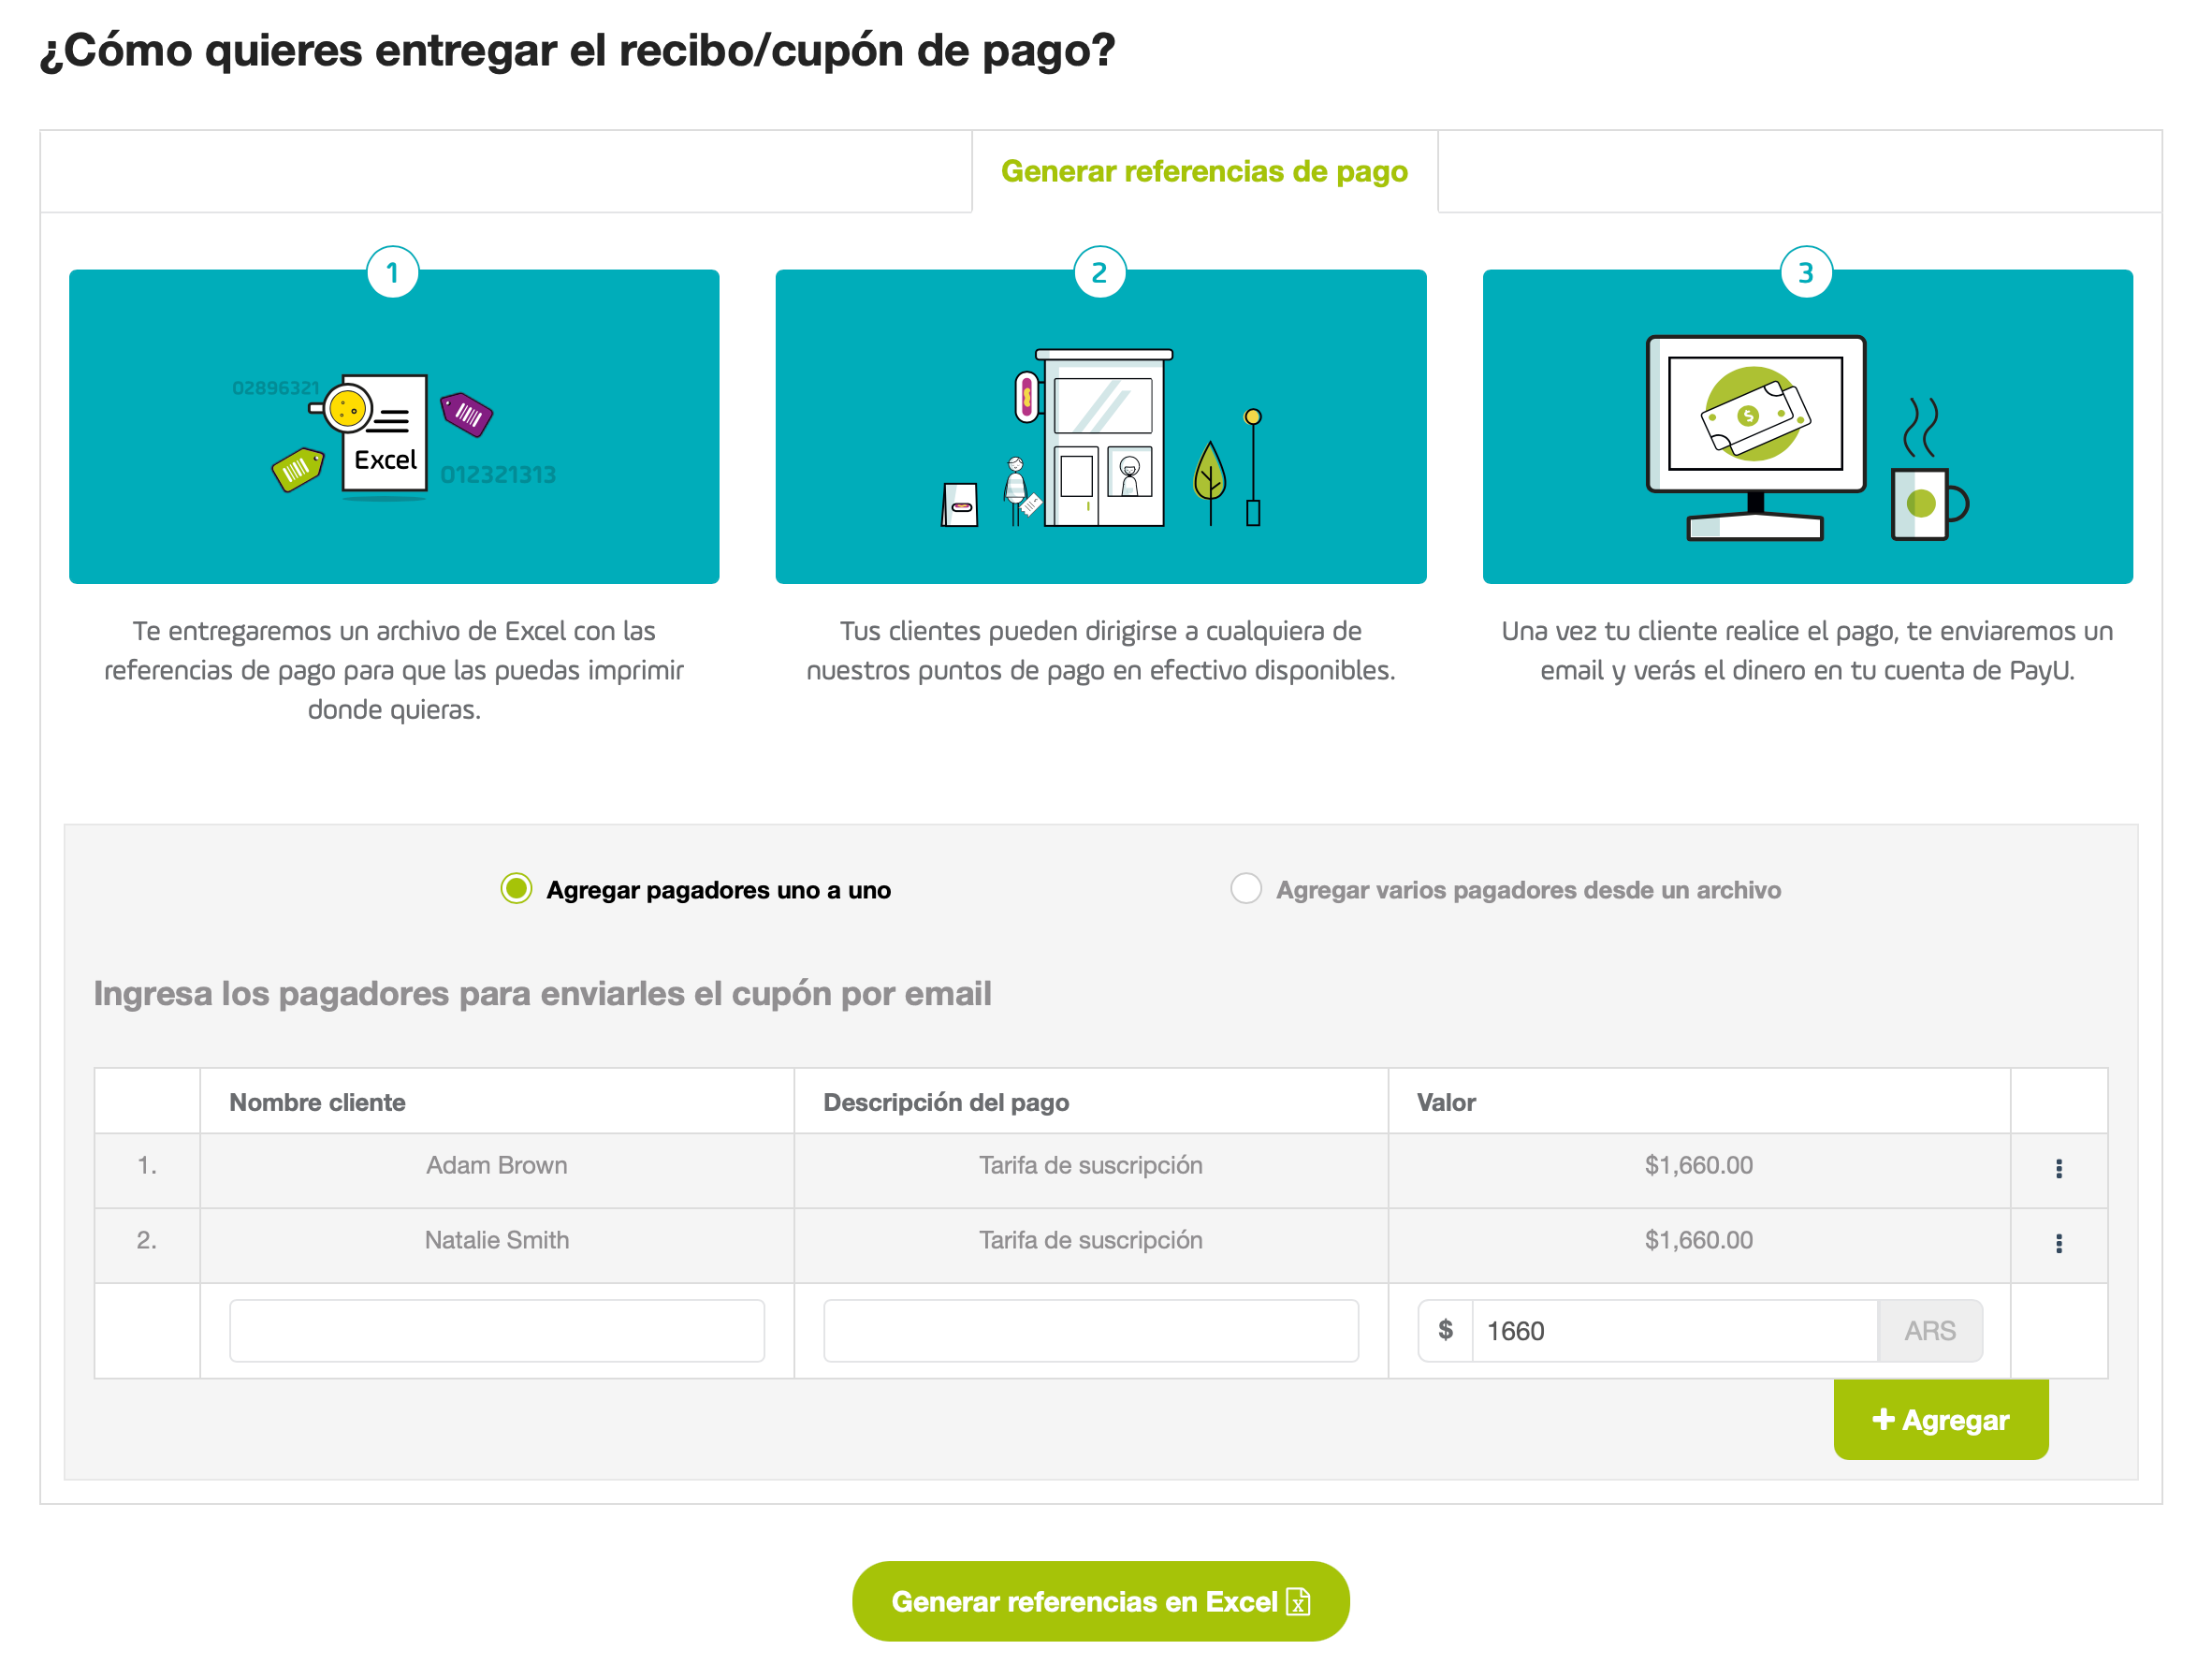 ¿Cómo quieres entregar el recibo/cupón de pago?
Generar referencias de pago
1
02896321
Excel
012321313
Te entregaremos un archivo de Excel con las
referencias de pago para que las puedas imprimir
donde quieras.
2
Tus clientes pueden dirigirse a cualquiera de
nuestros puntos de pago en efectivo disponibles.
3
$
Una vez tu cliente realice el pago, te enviaremos un
email y verás el dinero en tu cuenta de PayU.
Agregar pagadores uno a uno
Agregar varios pagadores desde un archivo
Ingresa los pagadores para enviarles el cupón por email
Nombre cliente Descripción del pago Valor
1. Adam Brown Tarifa de suscripción $1,660.00
2. Natalie Smith Tarifa de suscripción $1,660.00
$ 1660 ARS
+ Agregar
Generar referencias en Excel